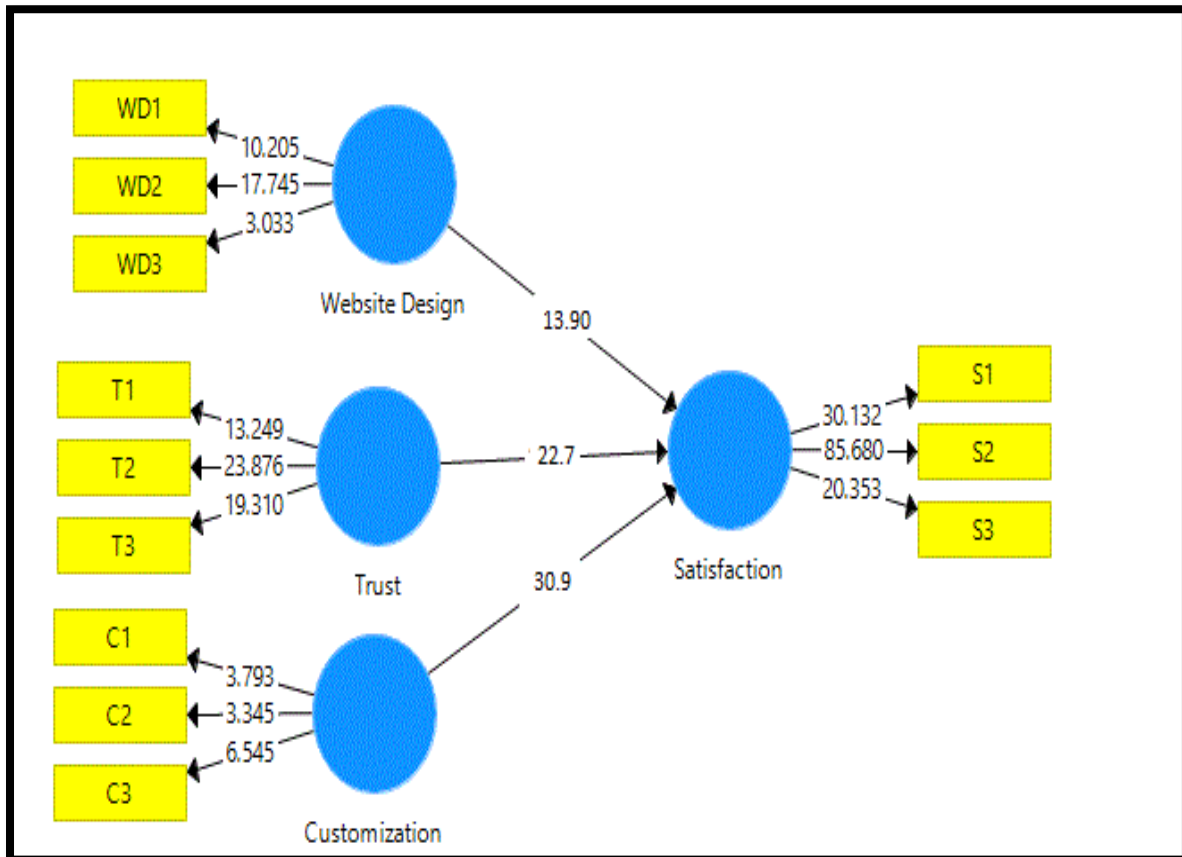 WD1
10.205
WD2
17.745
3.033
WD3
Website Design
13.90
T1
13.249
T2
23.876
19.310
T3
Trust
22.7
S1
30.132
85.680
S2
20.353
S3
Satisfaction
30.9
C1
3.793
C2
3.345
6.545
C3
Customization